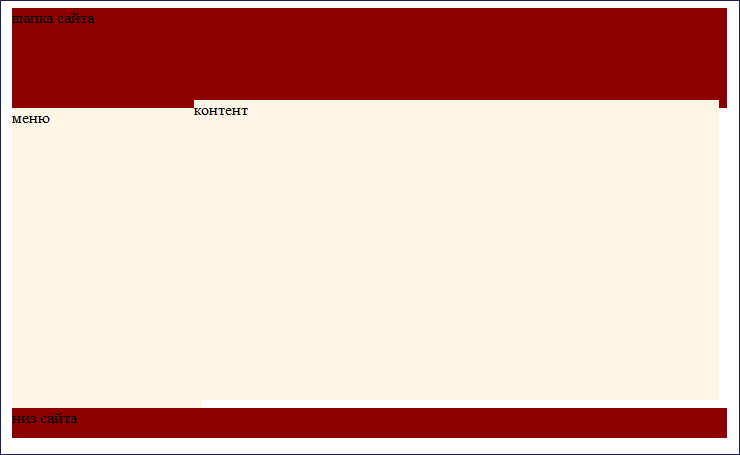 шапка сайта
контент
меню
низ сайта